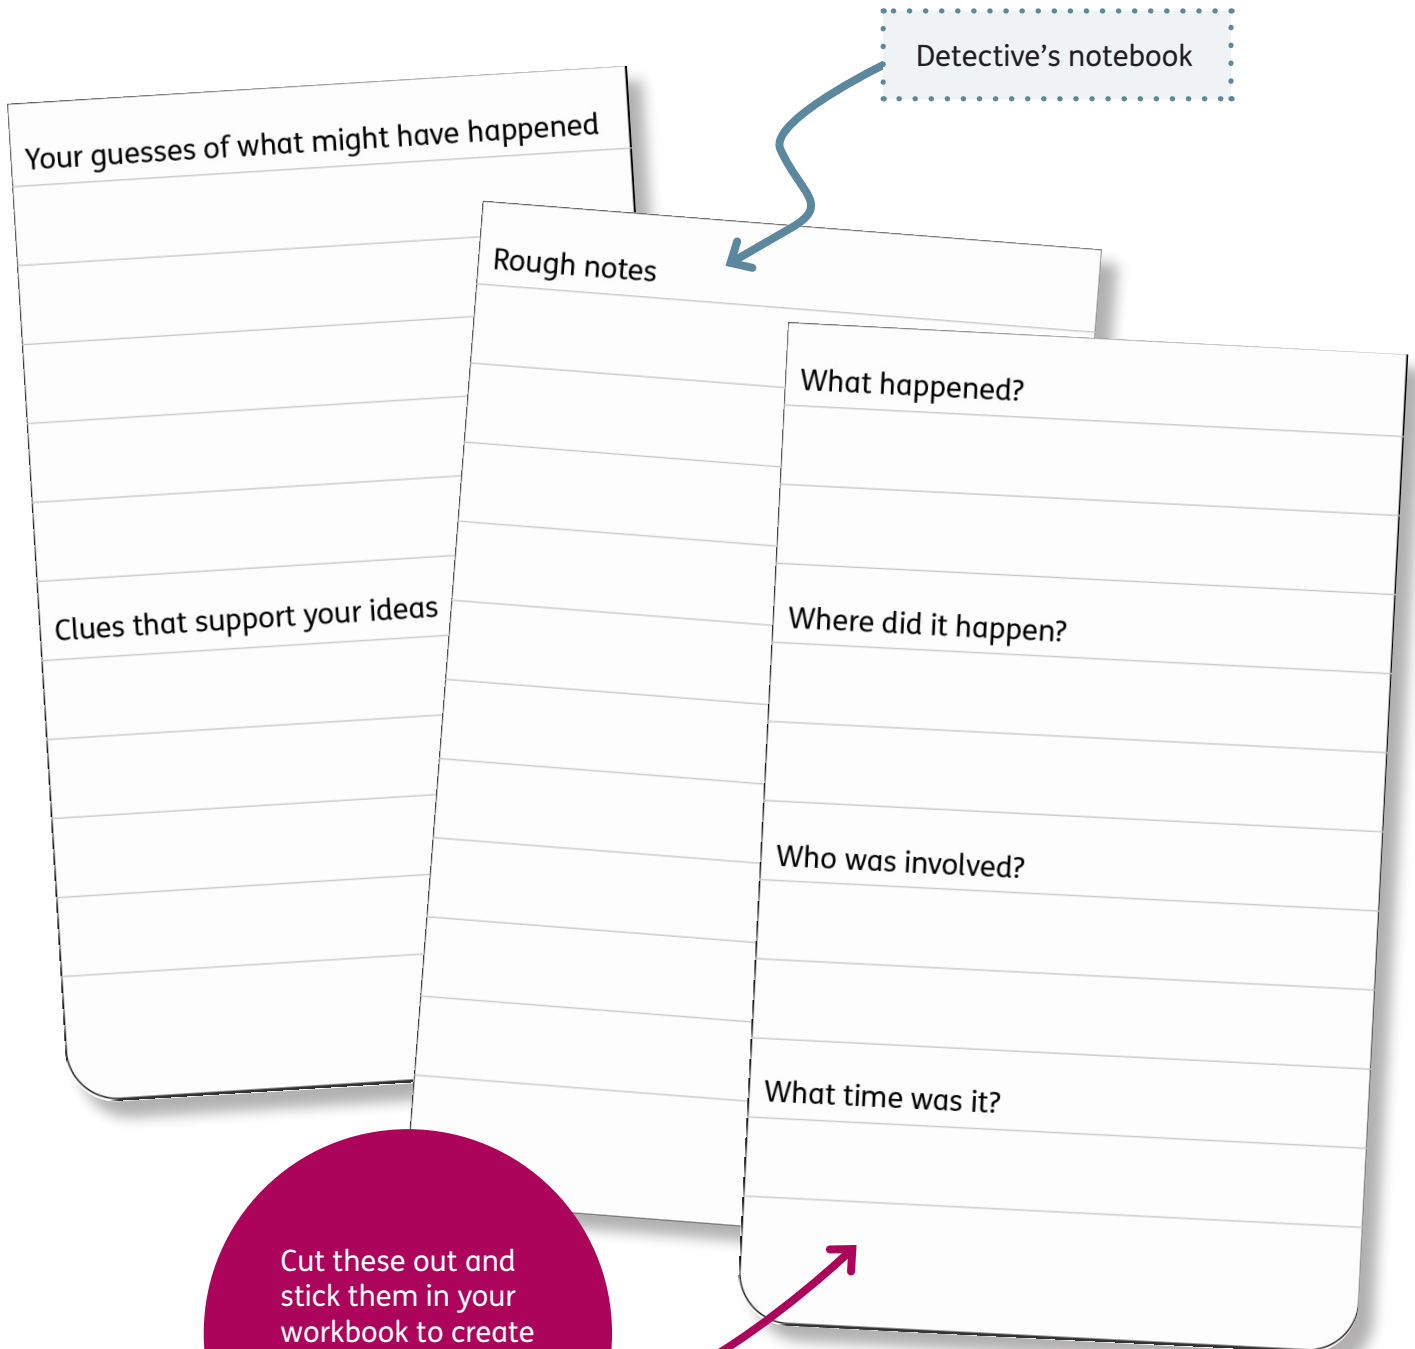 Detective’s notebook
Your guesses of what might have happened
Clues that support your ideas
Rough notes
What happened?
Where did it happen?
Who was involved?
What time was it?
Cut these out and
stick them in your
workbook to create